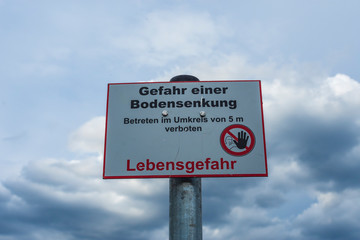 Gefahr einer
Bodensenkung
Betreten im Umkreis von 5 m
verboten
Lebensgefahr